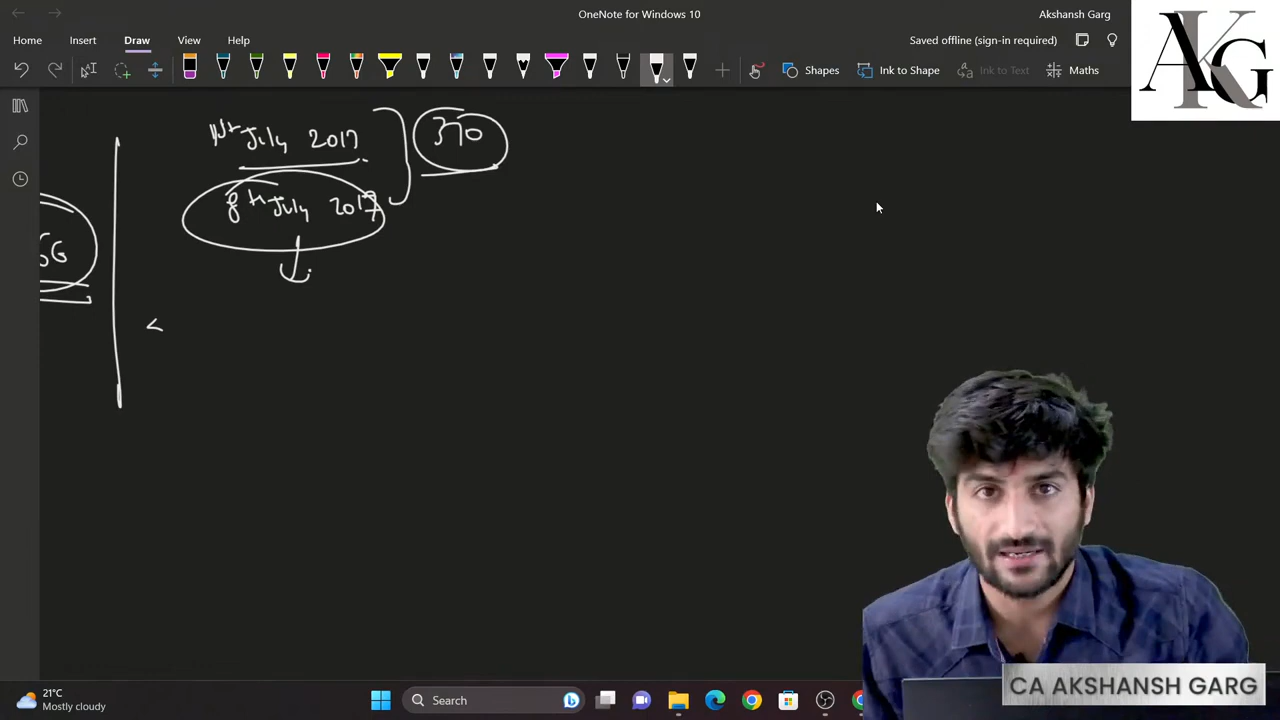 OneNote for Windows 10
Akshansh Garg
Home Insert Draw View Help
Saved offline (sign-in required)
Shapes
Ink to Shape
Ink to Text
Maths
AKG
1st July 2017
370
8th July 2017
SG
<
CA AKSHANSH GARG
21°C
Mostly cloudy
Search